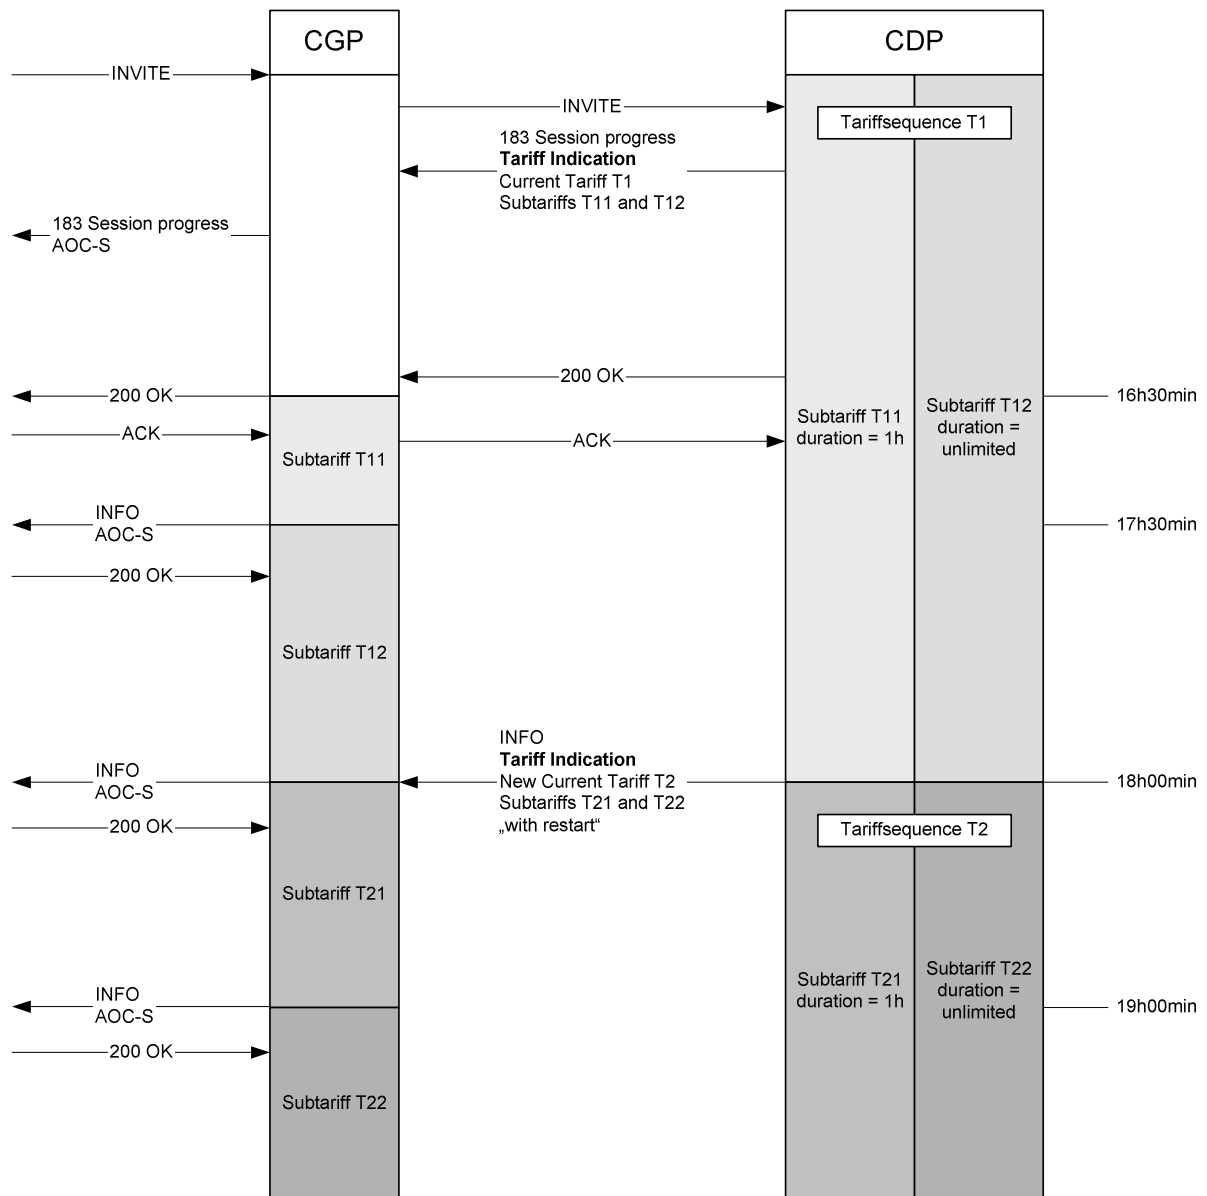 CGP
CDP
INVITE
INVITE
Tariffsequence T1
183 Session progress
Tariff Indication
Current Tariff T1
Subtariffs T11 and T12
183 Session progress
AOC-S
200 OK
200 OK
16h30min
Subtariff T11
duration = 1h
Subtariff T12
duration =
unlimited
ACK
ACK
Subtariff T11
INFO
AOC-S
17h30min
200 OK
Subtariff T12
INFO
Tariff Indication
New Current Tariff T2
Subtariffs T21 and T22
„with restart“
INFO
AOC-S
18h00min
200 OK
Tariffsequence T2
Subtariff T21
Subtariff T21
duration = 1h
Subtariff T22
duration =
unlimited
INFO
AOC-S
19h00min
200 OK
Subtariff T22